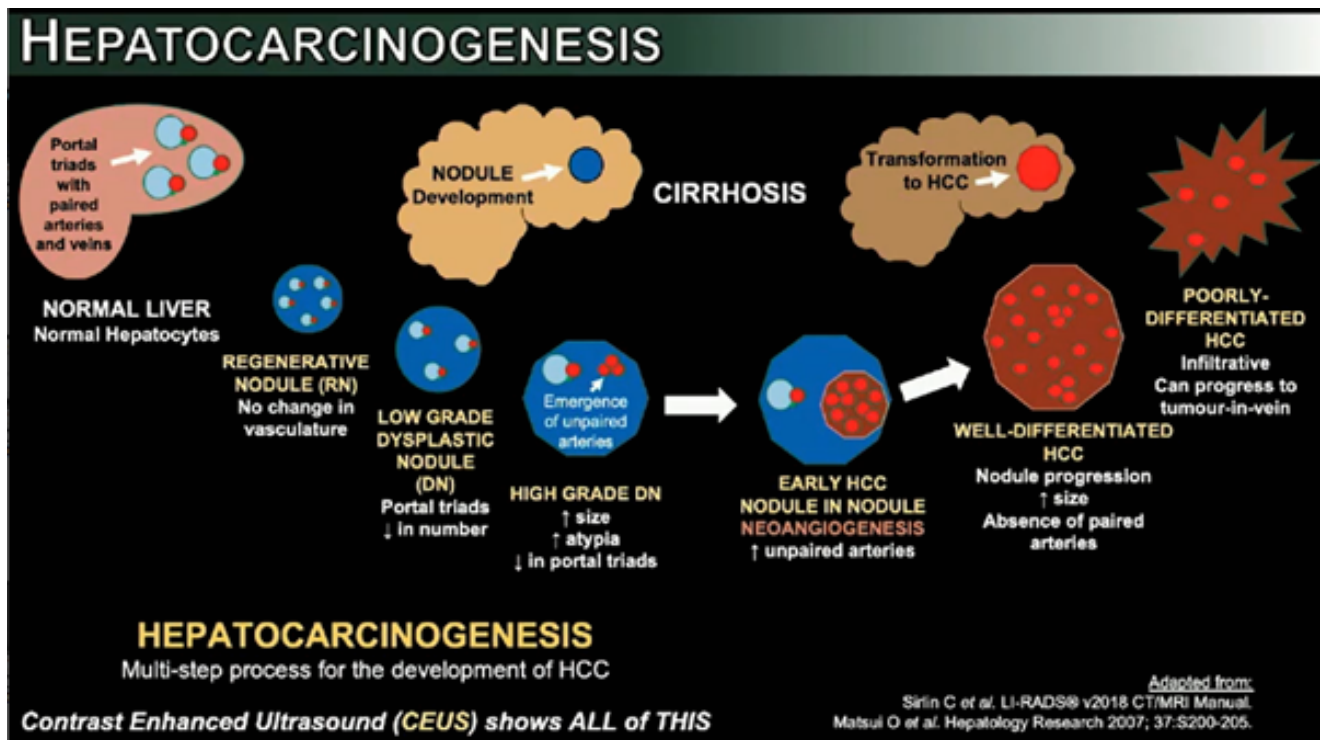 HEPATOCARCINOGENESIS
Portal
triads
with
paired
arteries
and veins
NODULE
Development
CIRRHOSIS
Transformation
to HCC
NORMAL LIVER
Normal Hepatocytes
REGENERATIVE
NODULE (RN)
No change in
vasculature
LOW GRADE
DYSPLASTIC
NODULE
(DN)
Portal triads
↓ in number
Emergence
of unpaired
arteries
HIGH GRADE DN
↑ size
↑ atypia
↓ in portal triads
EARLY HCC
NODULE IN NODULE
NEOANGIOGENESIS
↑ unpaired arteries
WELL-DIFFERENTIATED
HCC
Nodule progression
↑ size
Absence of paired
arteries
POORLY-
DIFFERENTIATED
HCC
Infiltrative
Can progress to
tumour-in-vein
HEPATOCARCINOGENESIS
Multi-step process for the development of HCC
Contrast Enhanced Ultrasound (CEUS) shows ALL of THIS
Adapted from:
Sirlin C et al. LI-RADS® v2018 CT/MRI Manual.
Matsui O et al. Hepatology Research 2007; 37:S200-205.